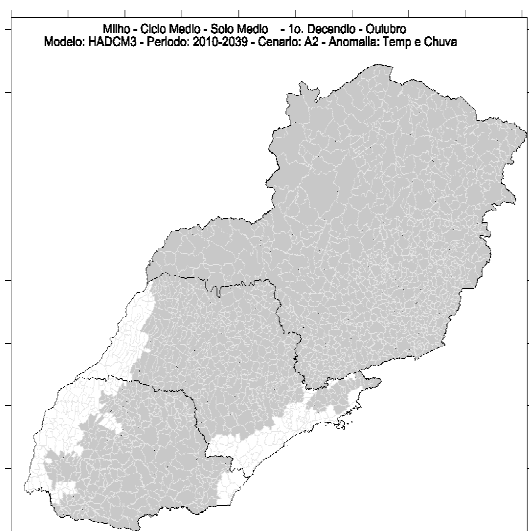 Milho - Ciclo Medio - Solo Medio - 1o. Decendio - Outubro
Modelo: HADCM3 - Periodo: 2010-2039 - Cenario: A2 - Anomalia: Temp e Chuva